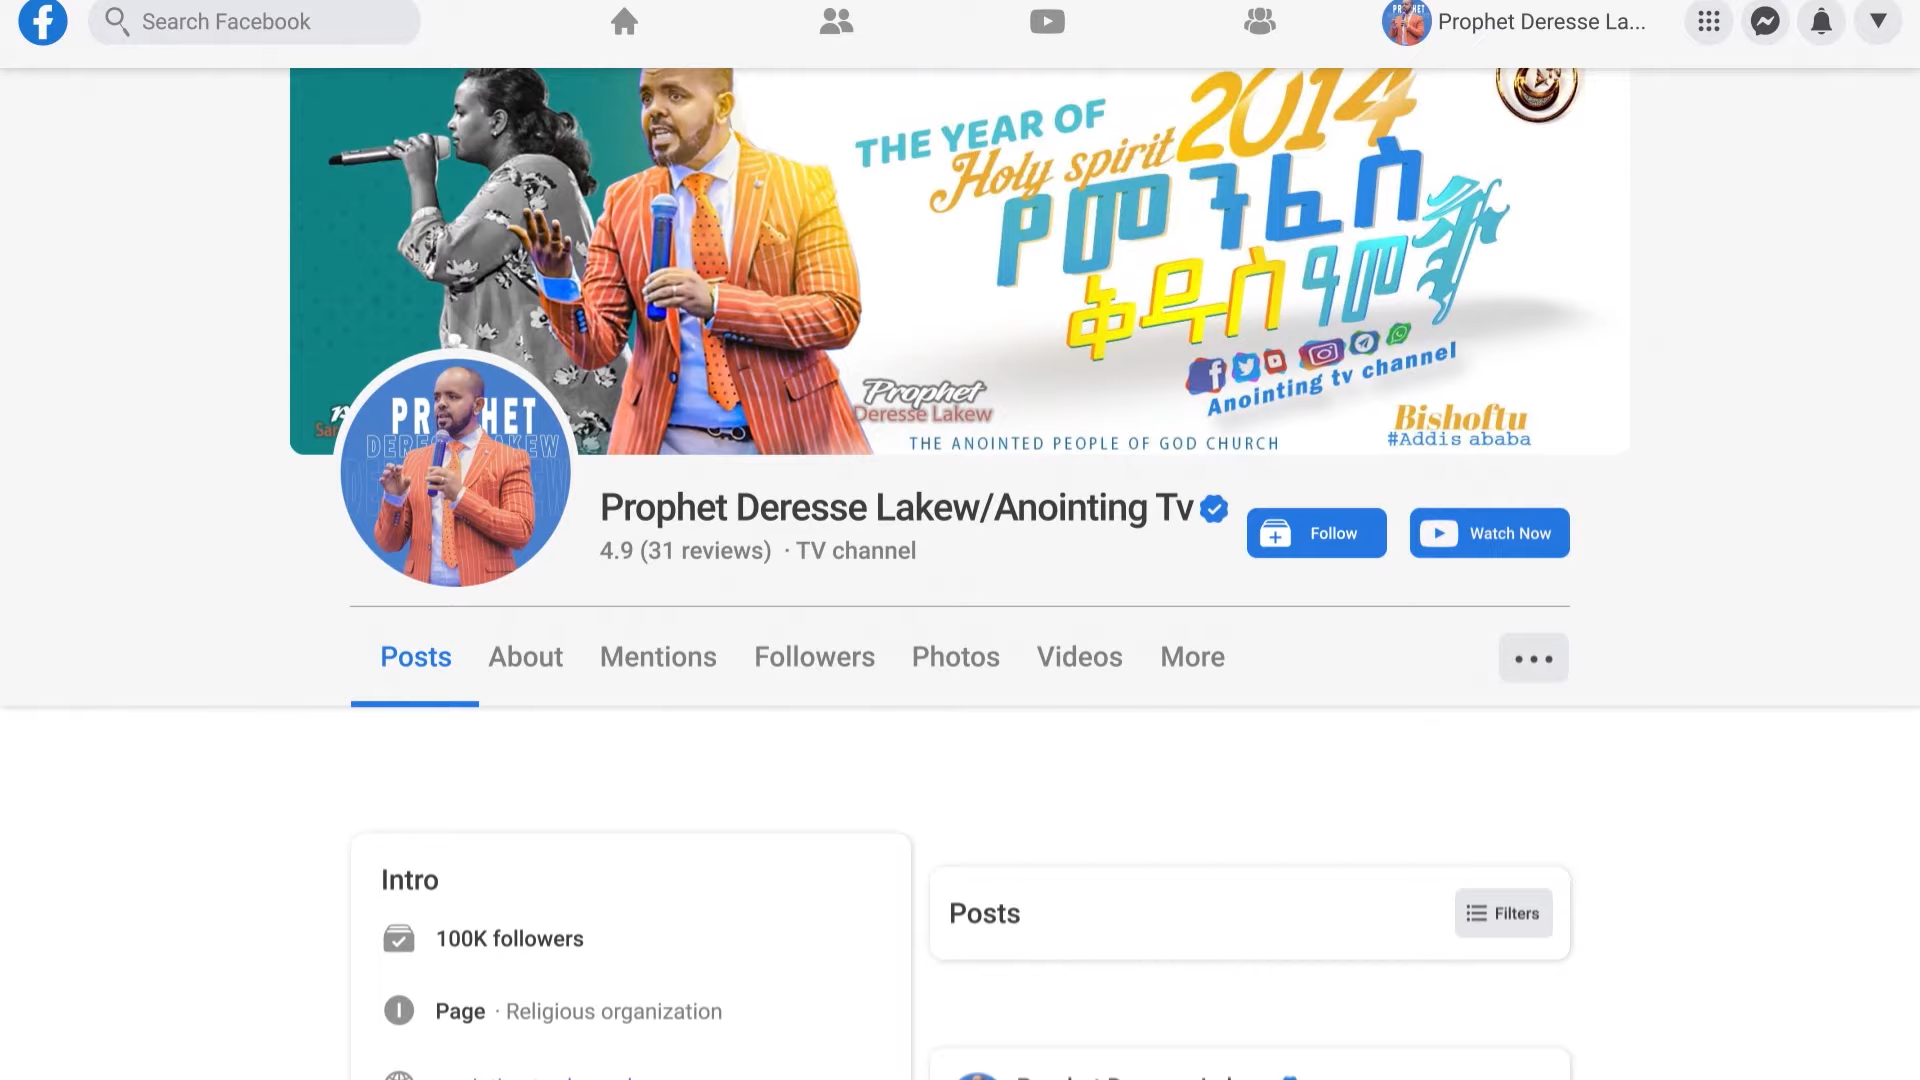 Search Facebook
Prophet Deresse La...
THE YEAR OF
Holy spirit 2014
የመንፈስ
ቅዱስ ዓመት
Anointing tv channel
Prophet
Deresse Lakew
Bishoftu
#Addis ababa
THE ANOINTED PEOPLE OF GOD CHURCH
PROPHET
DERESSE LAKEW
Prophet Deresse Lakew/Anointing Tv
4.9 (31 reviews) · TV channel
Follow
Watch Now
Posts About Mentions Followers Photos Videos More
Intro
100K followers
Page · Religious organization
Posts
Filters